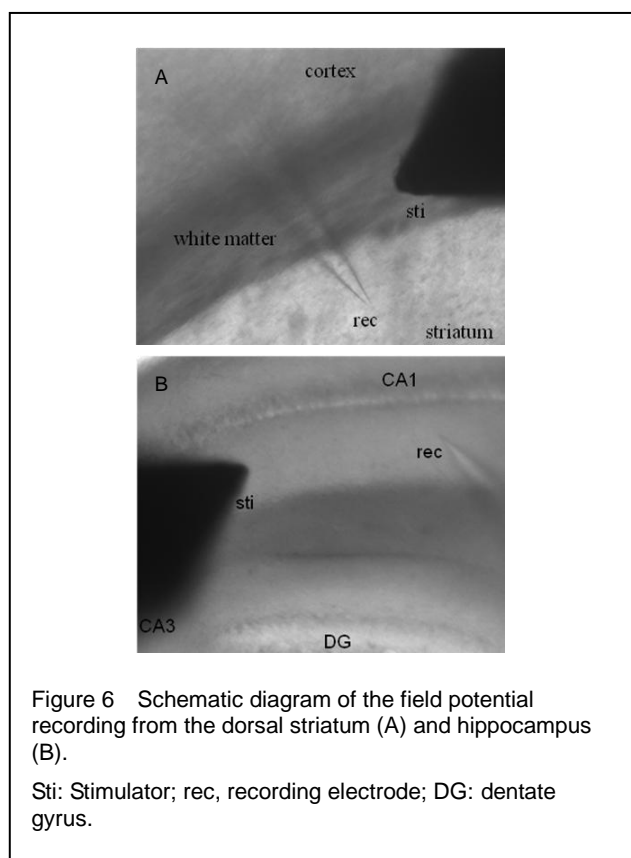 A
cortex
sti
white matter
rec
striatum
B
CA1
rec
sti
CA3
DG
Figure 6 Schematic diagram of the field potential
recording from the dorsal striatum (A) and hippocampus
(B).
Sti: Stimulator; rec, recording electrode; DG: dentate
gyrus.